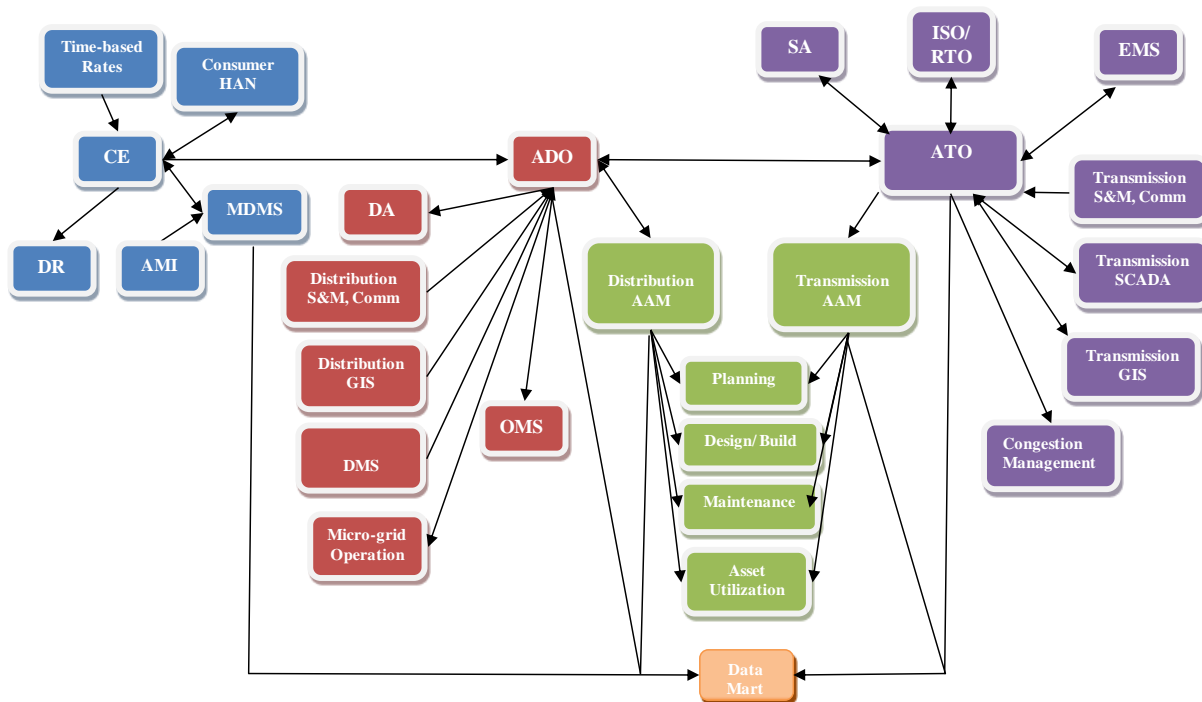 Time-based
Rates
Consumer
HAN
SA
ISO/
RTO
EMS
CE
ADO
ATO
MDMS
DA
Transmission
S&M, Comm
DR
AMI
Distribution
S&M, Comm
Distribution
AAM
Transmission
AAM
Transmission
SCADA
Distribution
GIS
Planning
Transmission
GIS
OMS
Design/ Build
Congestion
Management
DMS
Maintenance
Micro-grid
Operation
Asset
Utilization
Data
Mart